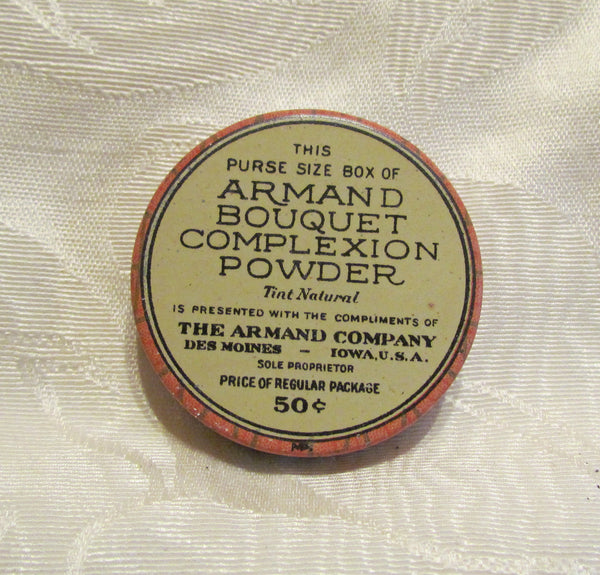 THIS
PURSE SIZE BOX OF
ARMAND
BOUQUET
COMPLEXION
POWDER
Tint Natural
IS PRESENTED WITH THE COMPLIMENTS OF
THE ARMAND COMPANY
DES MOINES – IOWA, U.S.A.
SOLE PROPRIETOR
PRICE OF REGULAR PACKAGE
50¢